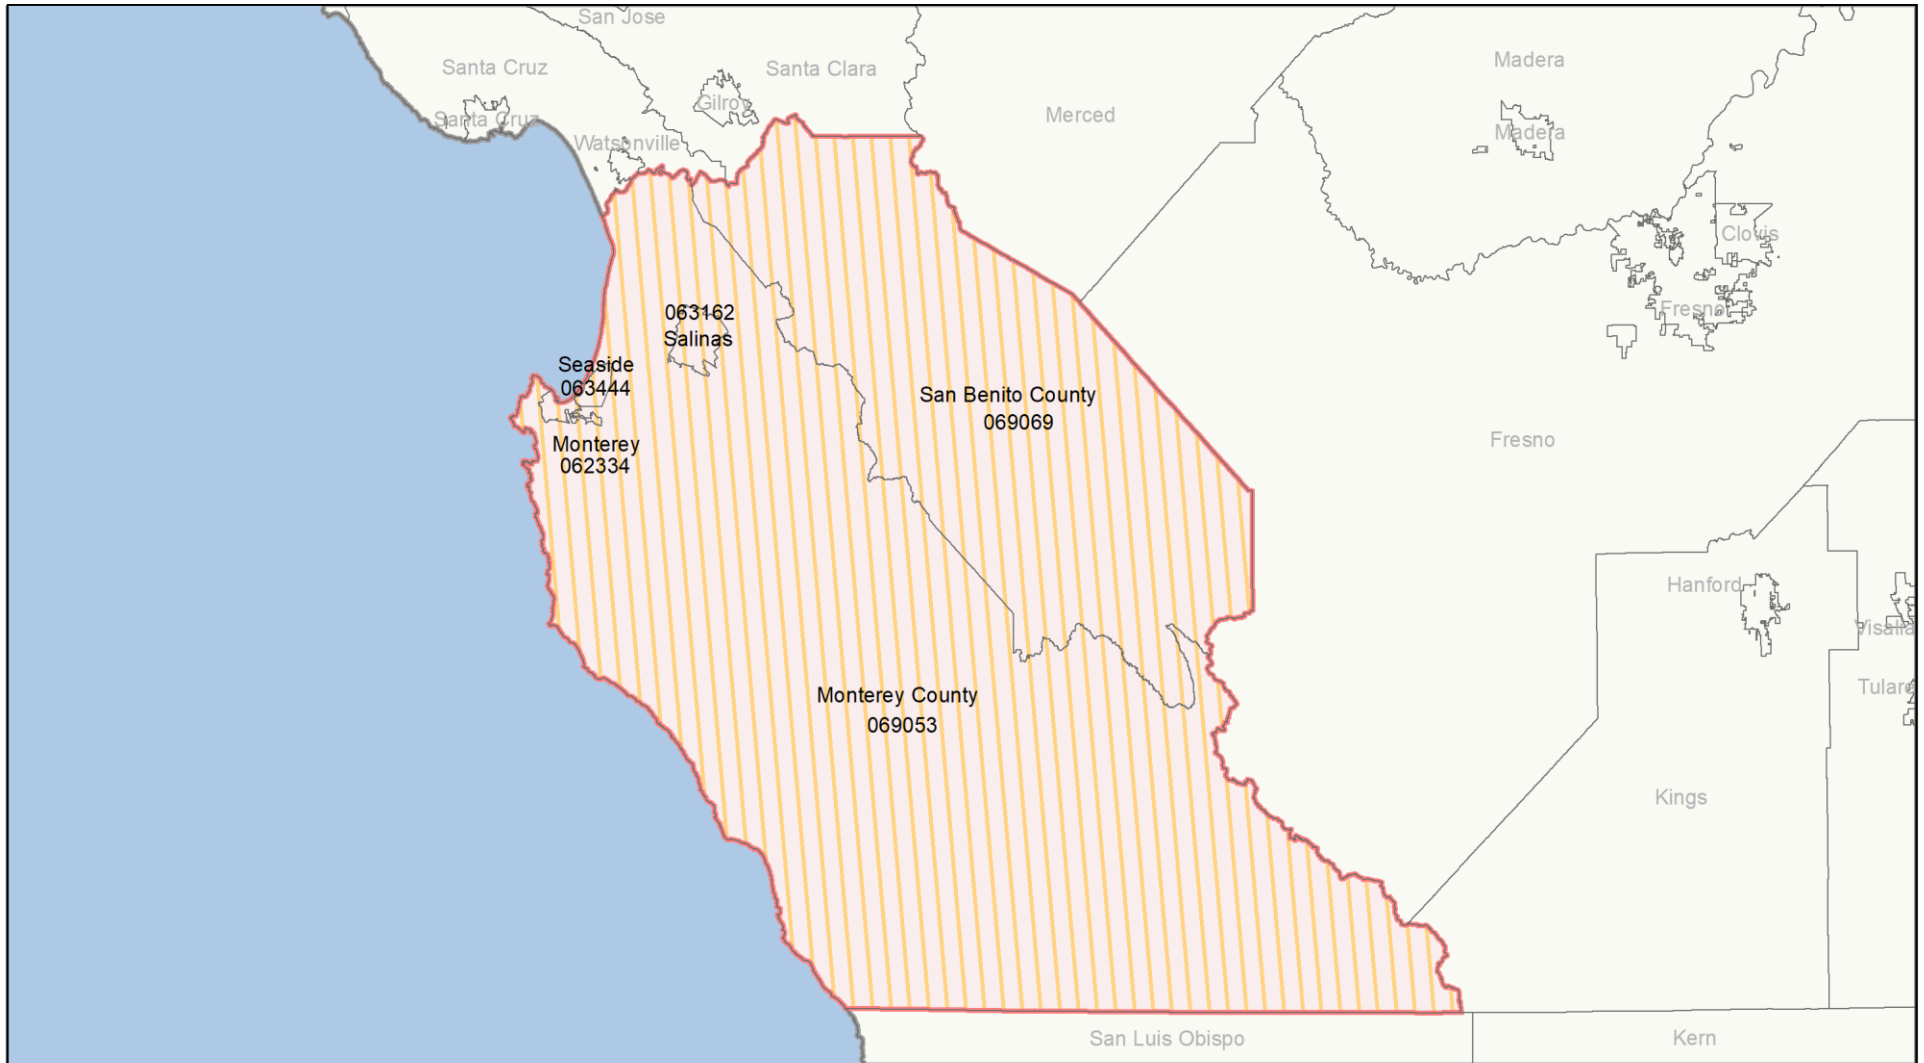 San Jose
Santa Cruz
Santa Clara
Madera
Gilroy
Santa Cruz
Merced
Madera
Watsonville
Clovis
063162
Salinas
Fresno
Seaside
063444
San Benito County
069069
Monterey
062334
Fresno
Hanford
Visalia
Tulare
Monterey County
069053
Kings
San Luis Obispo
Kern